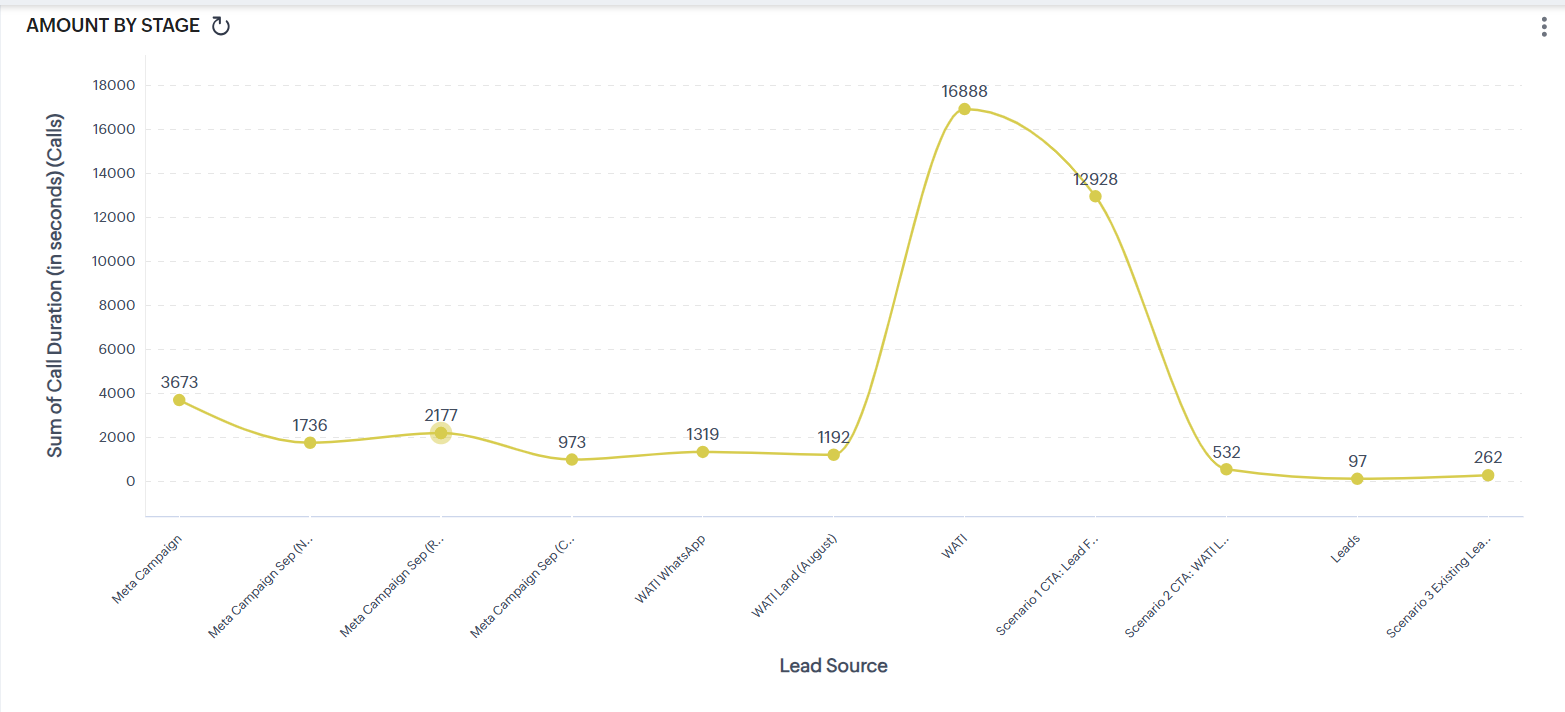 AMOUNT BY STAGE
Sum of Call Duration (in seconds) (Calls)
18000
16000
14000
12000
10000
8000
6000
4000
2000
0
3673
1736
2177
973
1319
1192
16888
12928
532
97
262
Meta Campaign
Meta Campaign Sep (N..
Meta Campaign Sep (R..
Meta Campaign Sep (C..
WATI WhatsApp
WATI Land (August)
WATI
Scenario 1 CTA: Lead F..
Scenario 2 CTA: WATI L..
Leads
Scenario 3 Existing Lea..
Lead Source